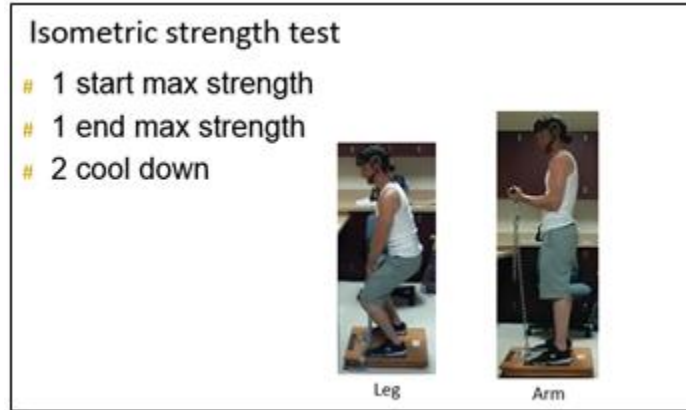 Isometric strength test
# 1 start max strength
# 1 end max strength
# 2 cool down
Leg
Arm